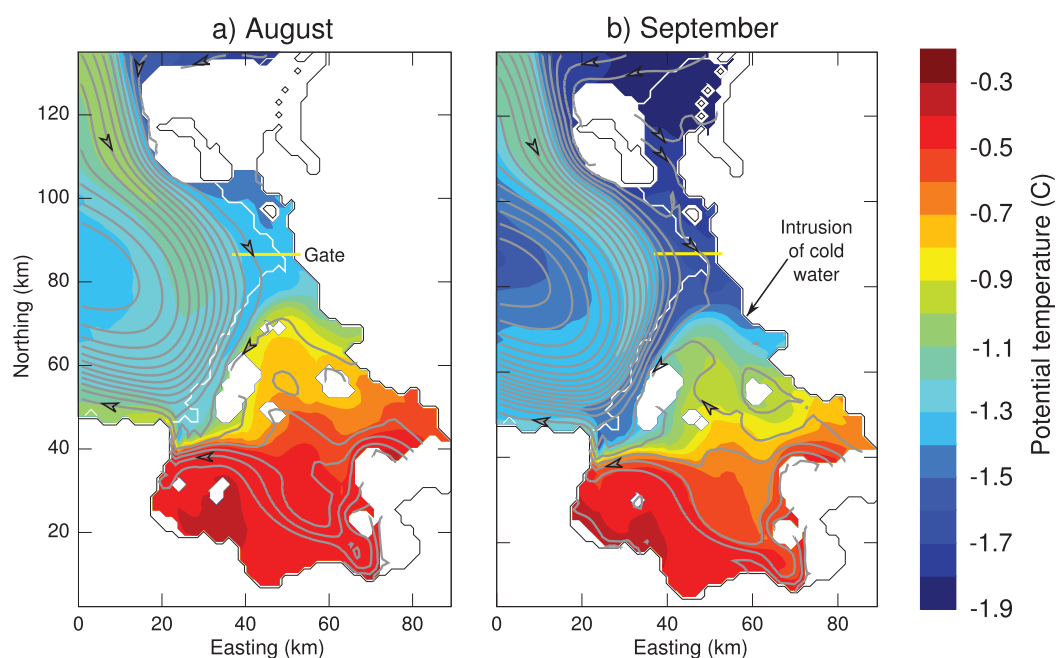 a) August
b) September
120
100
80
60
40
20
Northing (km)
Gate
Intrusion
of cold
water
0
20
40
60
80
Easting (km)
0
20
40
60
80
Easting (km)
-0.3
-0.5
-0.7
-0.9
-1.1
-1.3
-1.5
-1.7
-1.9
Potential temperature (C)